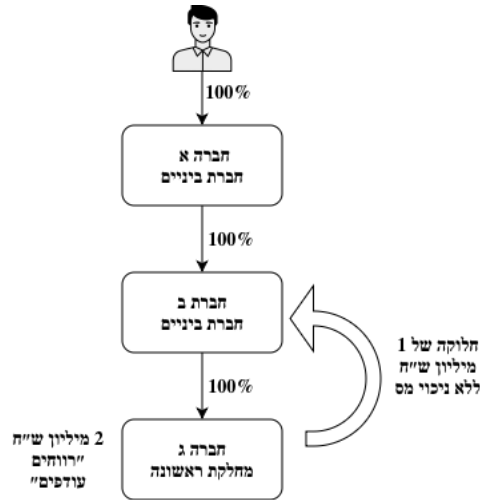 100%
חברה א
חברת ביניים
100%
חברת ב
חברת ביניים
חלוקה של 1
מיליון ש״ח
ללא ניכוי מס
100%
חברה ג
מחלקת ראשונה
2 מיליון ש״ח
״רווחים
עודפים״